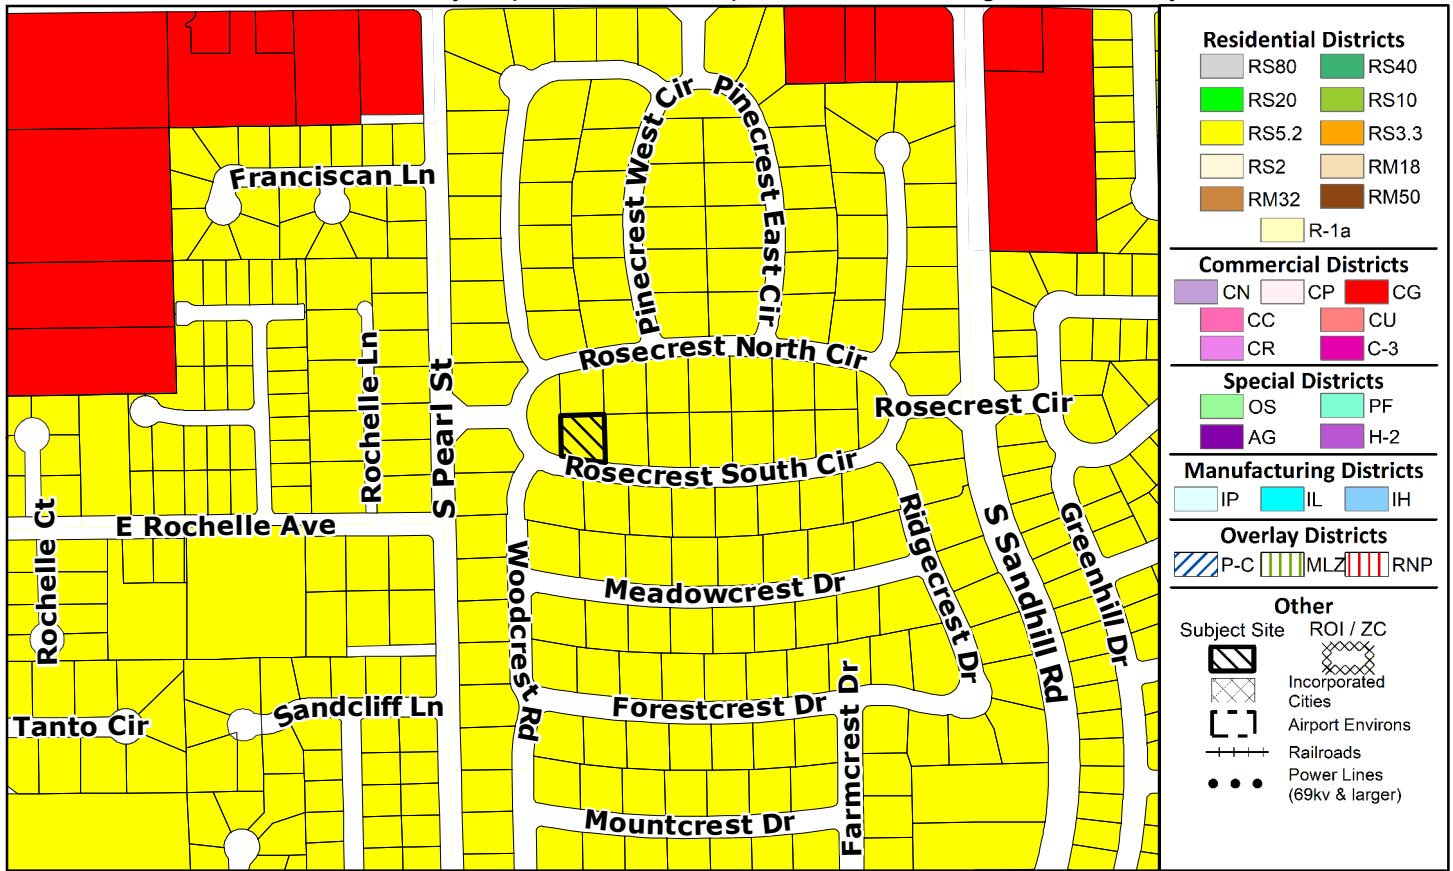 Pinecrest West Cir
Pinecrest East Cir
Franciscan Ln
Rochelle Ln
S Pearl St
Rosecrest North Cir
Rosecrest Cir
Rosecrest South Cir
Rochelle Ct
E Rochelle Ave
Woodcrest Rd
Ridgecrest Dr
S Sandhill Rd
Greenhill Dr
Meadowcrest Dr
Sandcliff Ln
Tanto Cir
Forestcrest Dr
Farmcrest Dr
Mountcrest Dr
Residential Districts
RS80 RS40
RS20 RS10
RS5.2 RS3.3
RS2 RM18
RM32 RM50
R-1a
Commercial Districts
CN CP CG
CC CU
CR C-3
Special Districts
OS PF
AG H-2
Manufacturing Districts
IP IL IH
Overlay Districts
P-C MLZ RNP
Other
Subject Site ROI / ZC
Incorporated
Cities
Airport Environs
Railroads
Power Lines
(69kv & larger)